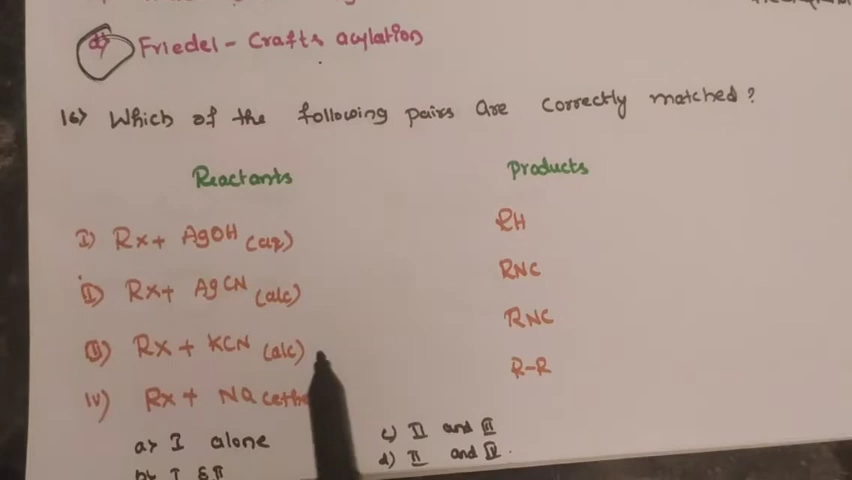 d) Friedel-Crafts acylation
16) Which of the following pairs are correctly matched?
Reactants Products
I) Rx + AgOH (aq) RH
II) Rx + AgCN (alc) RNC
III) Rx + KCN (alc) RNC
IV) Rx + Na R-R
a) I alone c) II and III
b) I & II d) II and IV.